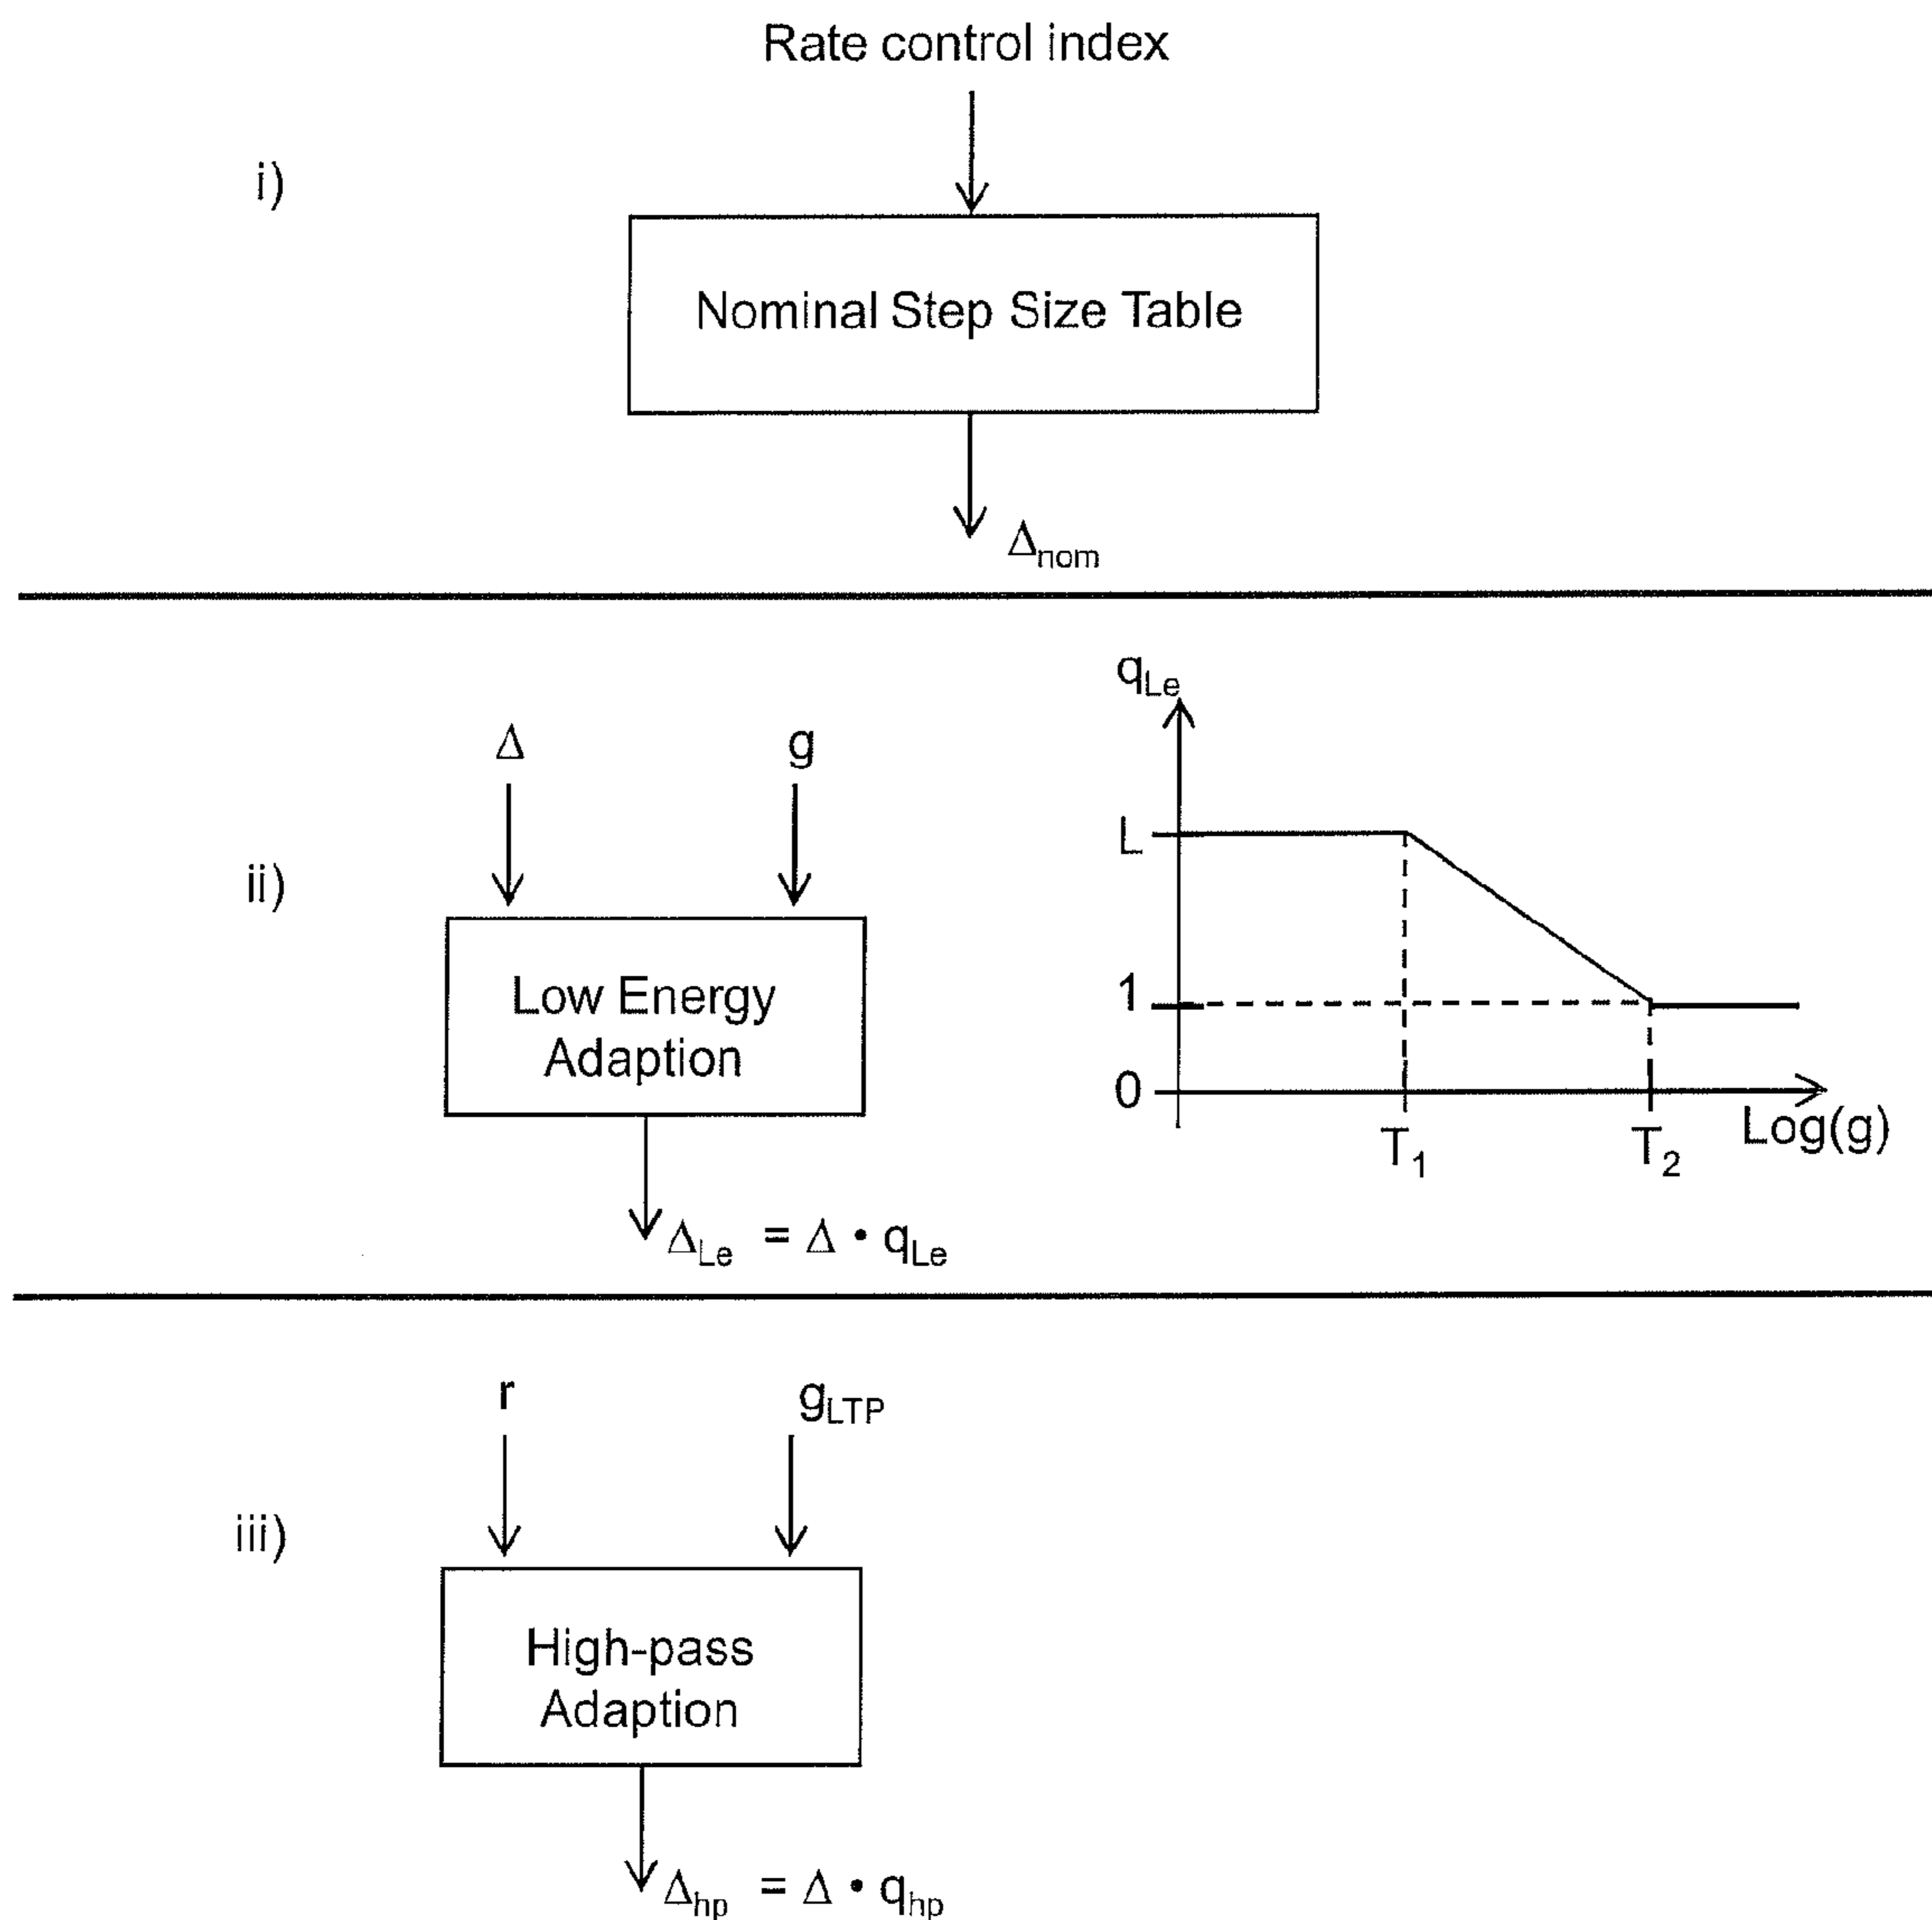 Rate control index
i)
Nominal Step Size Table
Δnom
ii)
Δ
g
Low Energy
Adaption
ΔLe = Δ • qLe
qLe
L
1
0
T1
T2
Log(g)
iii)
r
gLTP
High-pass
Adaption
Δhp = Δ • qhp